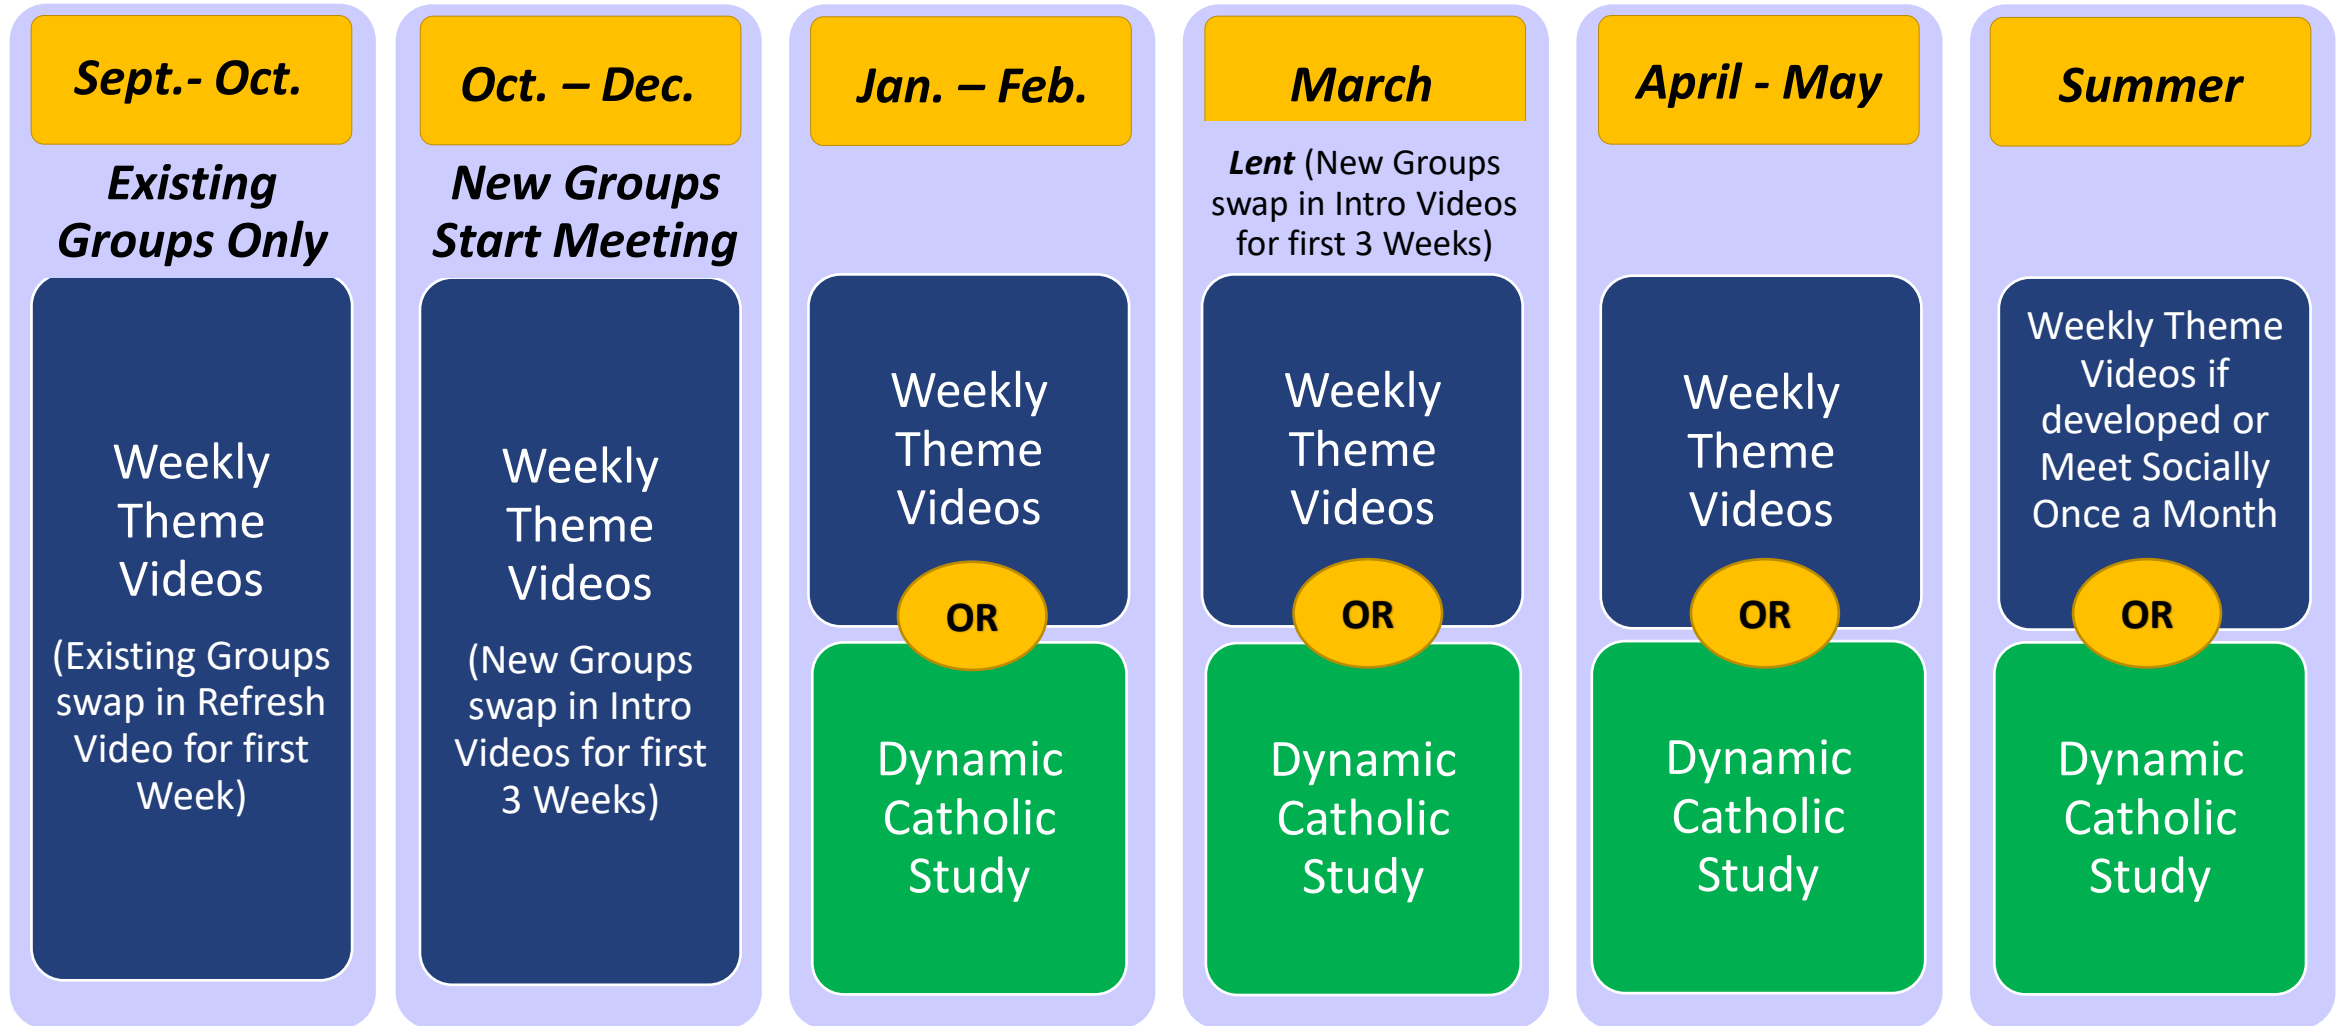 Sept.- Oct.
Existing
Groups Only
Weekly
Theme
Videos
(Existing Groups
swap in Refresh
Video for first
Week)
Oct. – Dec.
New Groups
Start Meeting
Weekly
Theme
Videos
(New Groups
swap in Intro
Videos for first
3 Weeks)
Jan. – Feb.
Weekly
Theme
Videos
OR
Dynamic
Catholic
Study
March
Lent (New Groups
swap in Intro Videos
for first 3 Weeks)
Weekly
Theme
Videos
OR
Dynamic
Catholic
Study
April - May
Weekly
Theme
Videos
OR
Dynamic
Catholic
Study
Summer
Weekly Theme
Videos if
developed or
Meet Socially
Once a Month
OR
Dynamic
Catholic
Study